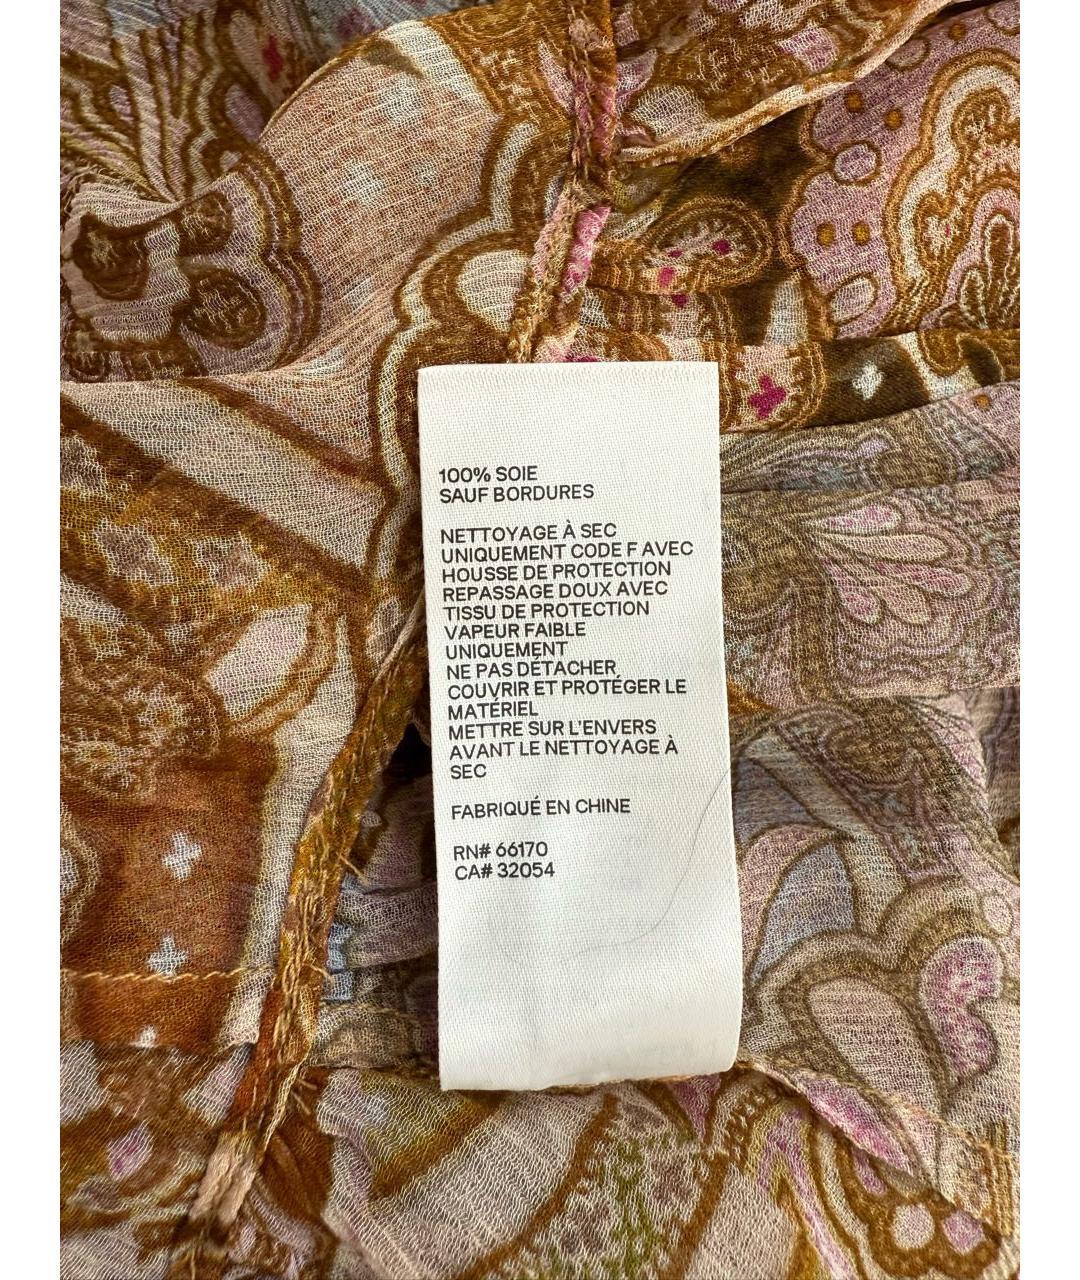 100% SOIE
SAUF BORDURES
NETTOYAGE À SEC
UNIQUEMENT CODE F AVEC
HOUSSE DE PROTECTION
REPASSAGE DOUX AVEC
TISSU DE PROTECTION
VAPEUR FAIBLE
UNIQUEMENT
NE PAS DÉTACHER
COUVRIR ET PROTÉGER LE
MATÉRIEL
METTRE SUR L'ENVERS
AVANT LE NETTOYAGE À
SEC
FABRIQUÉ EN CHINE
RN# 66170
CA# 32054